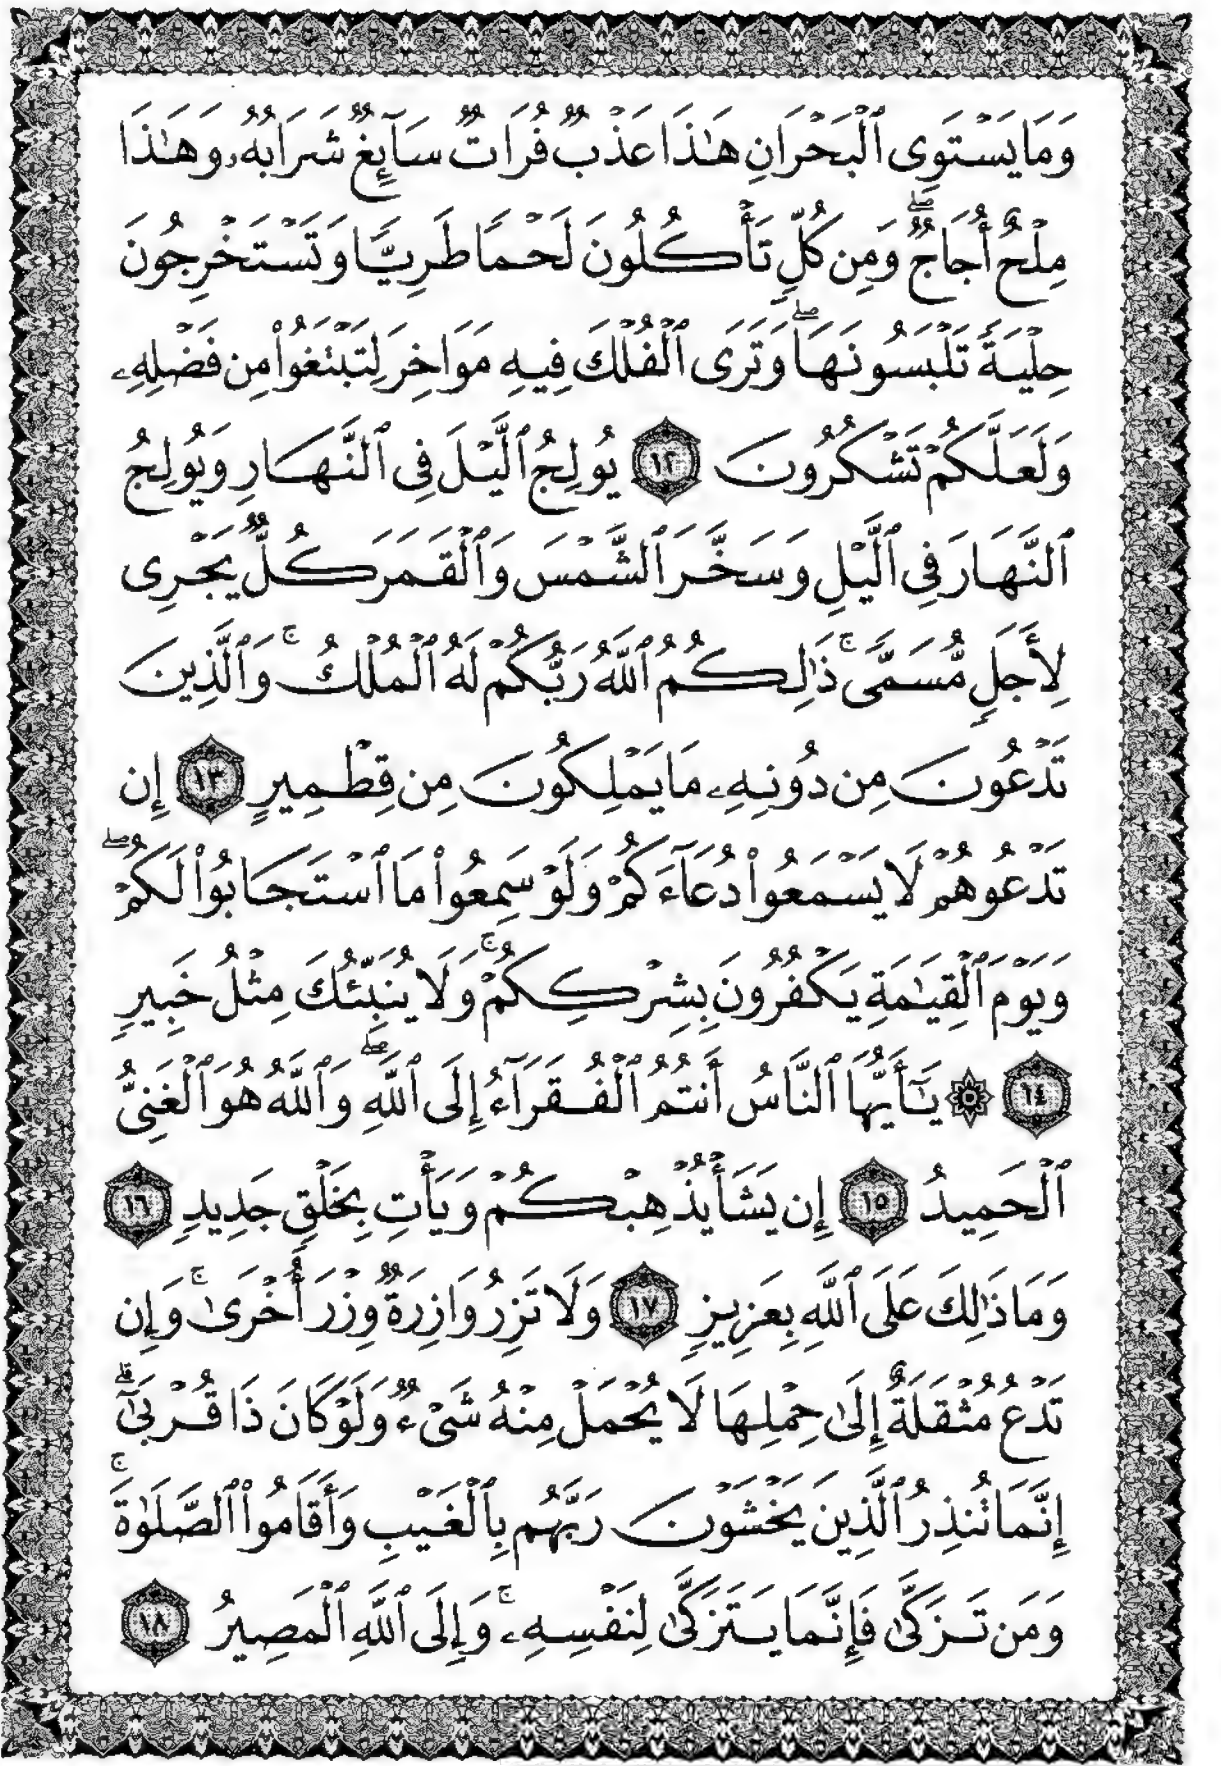 وَمَا يَسْتَوِى ٱلْبَحْرَانِ هَٰذَا عَذْبٌ فُرَاتٌ سَآئِغٌ شَرَابُهُۥ وَهَٰذَا
مِلْحٌ أُجَاجٌ ۖ وَمِن كُلٍّ تَأْكُلُونَ لَحْمًا طَرِيًّا وَتَسْتَخْرِجُونَ
حِلْيَةً تَلْبَسُونَهَا ۖ وَتَرَى ٱلْفُلْكَ فِيهِ مَوَاخِرَ لِتَبْتَغُوا۟ مِن فَضْلِهِۦ
وَلَعَلَّكُمْ تَشْكُرُونَ ١٢ يُولِجُ ٱلَّيْلَ فِى ٱلنَّهَارِ وَيُولِجُ
ٱلنَّهَارَ فِى ٱلَّيْلِ وَسَخَّرَ ٱلشَّمْسَ وَٱلْقَمَرَ كُلٌّ يَجْرِى
لِأَجَلٍ مُّسَمًّى ۚ ذَٰلِكُمُ ٱللَّهُ رَبُّكُمْ لَهُ ٱلْمُلْكُ ۚ وَٱلَّذِينَ
تَدْعُونَ مِن دُونِهِۦ مَا يَمْلِكُونَ مِن قِطْمِيرٍ ١٣ إِن
تَدْعُوهُمْ لَا يَسْمَعُوا۟ دُعَآءَكُمْ وَلَوْ سَمِعُوا۟ مَا ٱسْتَجَابُوا۟ لَكُمْ ۖ
وَيَوْمَ ٱلْقِيَٰمَةِ يَكْفُرُونَ بِشِرْكِكُمْ ۚ وَلَا يُنَبِّئُكَ مِثْلُ خَبِيرٍ
١٤ ۞ يَٰٓأَيُّهَا ٱلنَّاسُ أَنتُمُ ٱلْفُقَرَآءُ إِلَى ٱللَّهِ ۖ وَٱللَّهُ هُوَ ٱلْغَنِىُّ
ٱلْحَمِيدُ ١٥ إِن يَشَأْ يُذْهِبْكُمْ وَيَأْتِ بِخَلْقٍ جَدِيدٍ ١٦
وَمَا ذَٰلِكَ عَلَى ٱللَّهِ بِعَزِيزٍ ١٧ وَلَا تَزِرُ وَازِرَةٌ وِزْرَ أُخْرَىٰ ۚ وَإِن
تَدْعُ مُثْقَلَةٌ إِلَىٰ حِمْلِهَا لَا يُحْمَلْ مِنْهُ شَىْءٌ وَلَوْ كَانَ ذَا قُرْبَىٰٓ ۗ
إِنَّمَا تُنذِرُ ٱلَّذِينَ يَخْشَوْنَ رَبَّهُم بِٱلْغَيْبِ وَأَقَامُوا۟ ٱلصَّلَوٰةَ ۚ
وَمَن تَزَكَّىٰ فَإِنَّمَا يَتَزَكَّىٰ لِنَفْسِهِۦ ۚ وَإِلَى ٱللَّهِ ٱلْمَصِيرُ ١٨